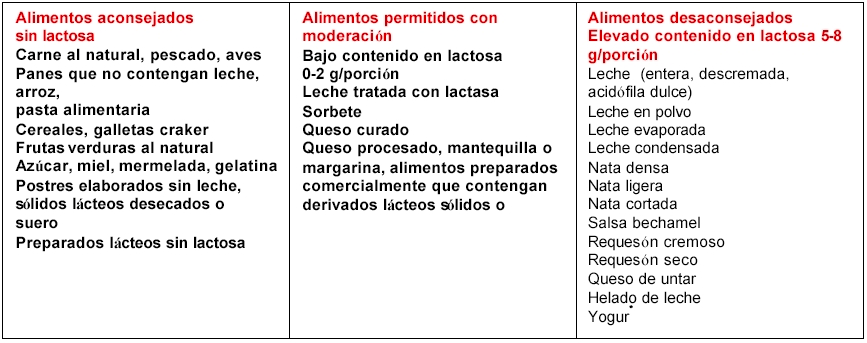 Alimentos aconsejados
sin lactosa
Carne al natural, pescado, aves
Panes que no contengan leche,
arroz,
pasta alimentaria
Cereales, galletas craker
Frutas verduras al natural
Azúcar, miel, mermelada, gelatina
Postres elaborados sin leche,
sólidos lácteos desecados o
suero
Preparados lácteos sin lactosa
Alimentos permitidos con
moderación
Bajo contenido en lactosa
0-2 g/porción
Leche tratada con lactasa
Sorbete
Queso curado
Queso procesado, mantequilla o
margarina, alimentos preparados
comercialmente que contengan
derivados lácteos sólidos o
Alimentos desaconsejados
Elevado contenido en lactosa 5-8
g/porción
Leche (entera, descremada,
acidófila dulce)
Leche en polvo
Leche evaporada
Leche condensada
Nata densa
Nata ligera
Nata cortada
Salsa bechamel
Requesón cremoso
Requesón seco
Queso de untar
Helado de leche
Yogur